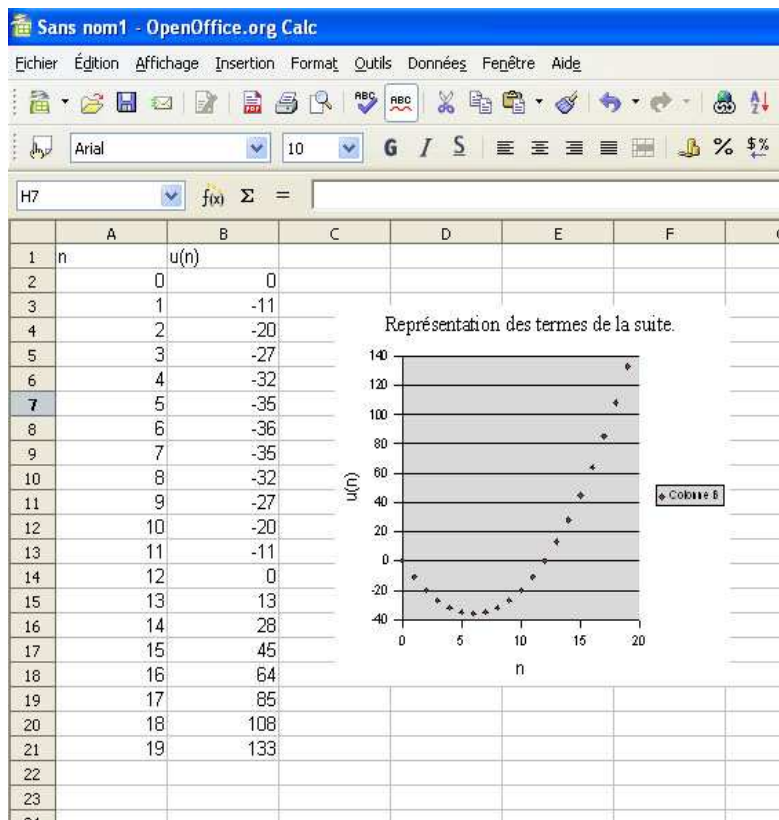 Sans nom1 - OpenOffice.org Calc
Fichier Édition Affichage Insertion Format Outils Données Fenêtre Aide
ABC ABC
Arial 10 G I S % $%
H7 f(x) Σ =
A B C D E F
1 n u(n)
2 0 0
3 1 -11
4 2 -20
5 3 -27
6 4 -32
7 5 -35
8 6 -36
9 7 -35
10 8 -32
11 9 -27
12 10 -20
13 11 -11
14 12 0
15 13 13
16 14 28
17 15 45
18 16 64
19 17 85
20 18 108
21 19 133
22
23
Représentation des termes de la suite.
140
120
100
80
60
40
20
0
-20
-40
u(n)
0 5 10 15 20
n
Colonne B